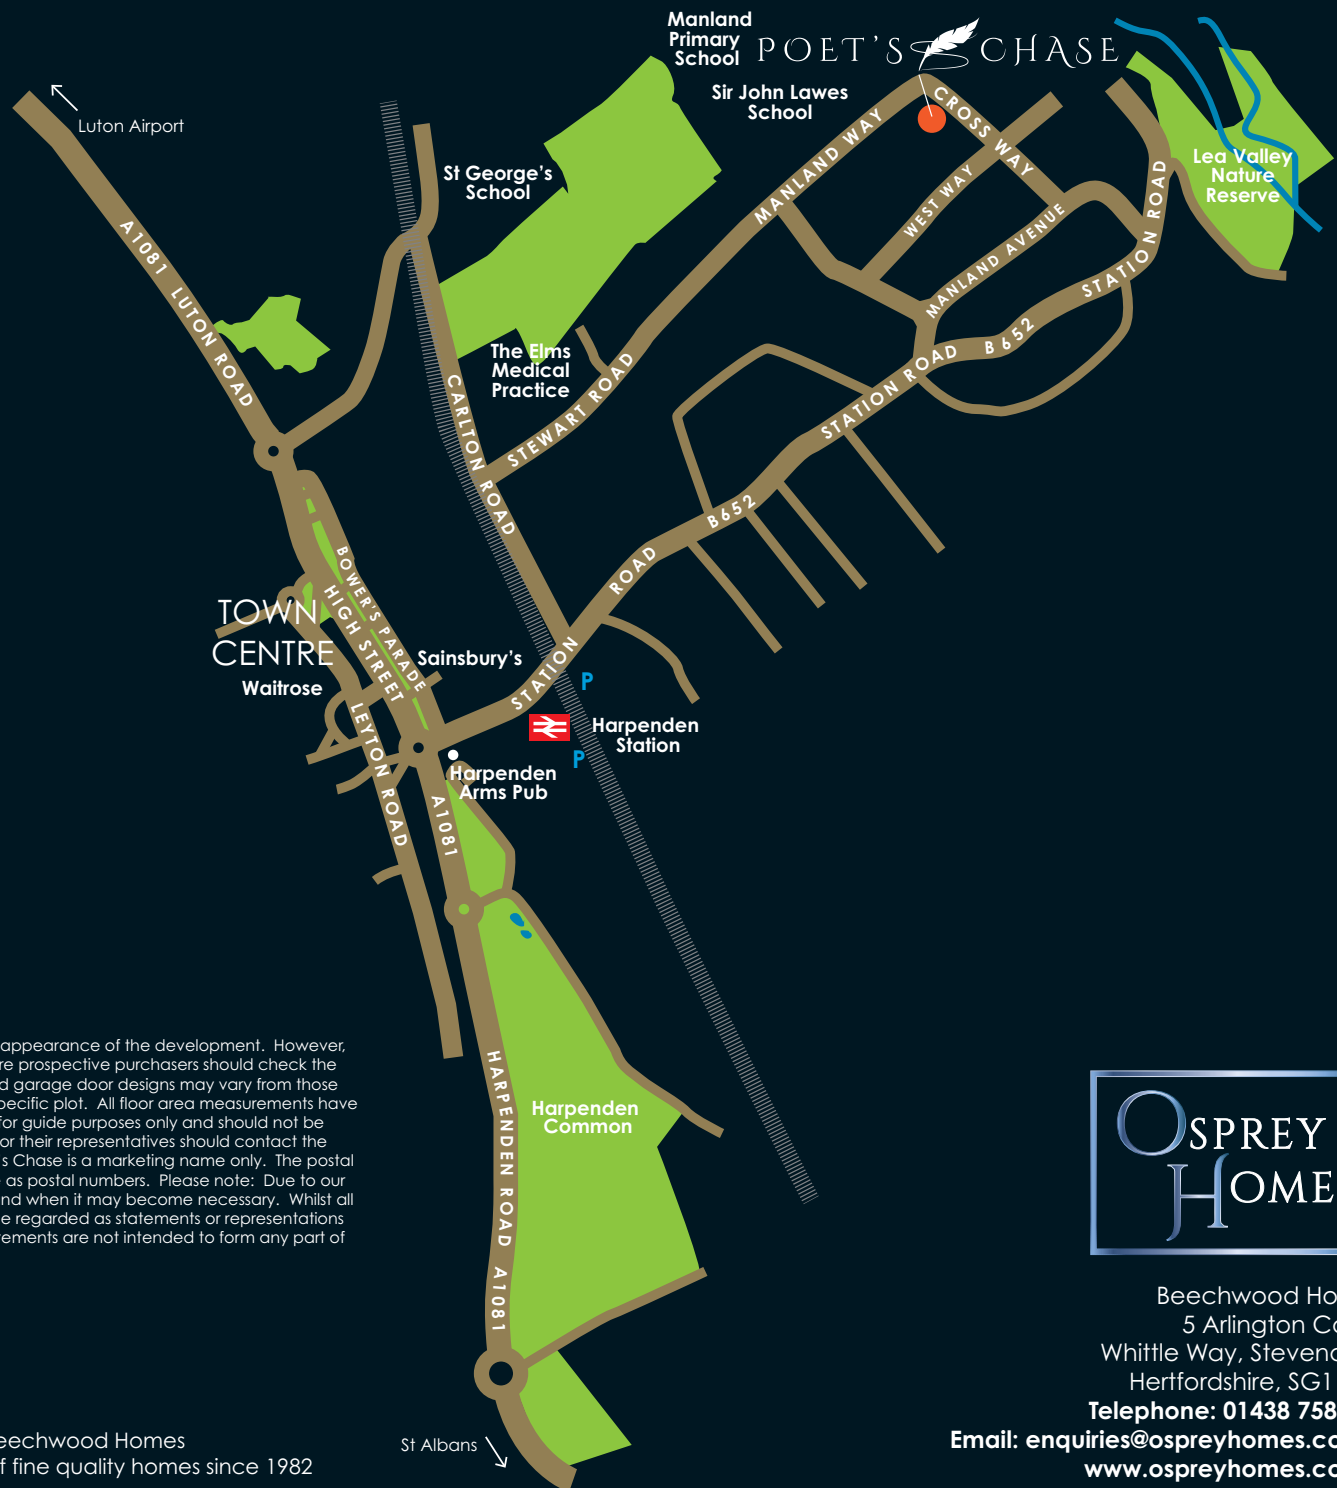 Manland
Primary
School
POET'S CHASE
Sir John Lawes
School
Luton Airport
St George's
School
MANLAND WAY
CROSS WAY
WEST WAY
MANLAND AVENUE
STATION ROAD
Lea Valley
Nature
Reserve
A1081 LUTON ROAD
The Elms
Medical
Practice
CARLTON ROAD
STEWART ROAD
STATION ROAD B652
STATION ROAD B652
BOWER'S PARADE
HIGH STREET
TOWN
CENTRE
Waitrose
Sainsbury's
LEYTON ROAD
P
Harpenden
Station
P
Harpenden
Arms Pub
A1081
HARPENDEN ROAD A1081
Harpenden
Common
St Albans
appearance of the development. However,
re prospective purchasers should check the
d garage door designs may vary from those
pecific plot. All floor area measurements have
for guide purposes only and should not be
or their representatives should contact the
's Chase is a marketing name only. The postal
as postal numbers. Please note: Due to our
nd when it may become necessary. Whilst all
e regarded as statements or representations
ements are not intended to form any part of
eechwood Homes
f fine quality homes since 1982
OSPREY
HOME
Beechwood Ho
5 Arlington Co
Whittle Way, Steven
Hertfordshire, SG1
Telephone: 01438 758
Email: enquiries@ospreyhomes.co
www.ospreyhomes.co